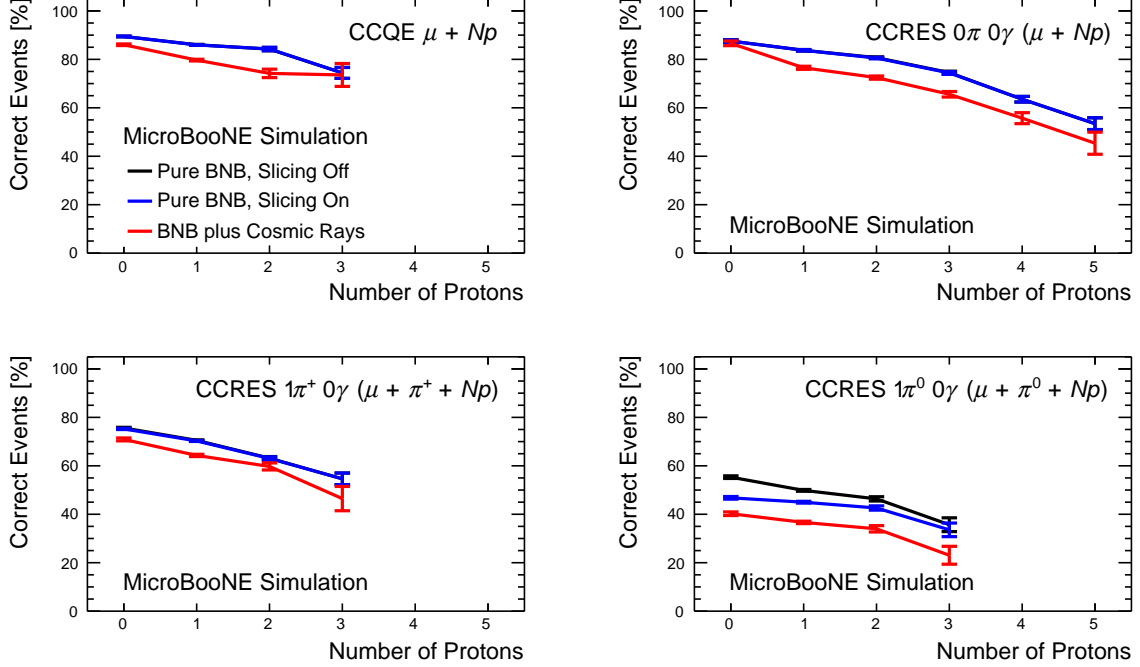 Correct Events [%]
100
80
60
40
20
0
CCQE μ + Np
MicroBooNE Simulation
Pure BNB, Slicing Off
Pure BNB, Slicing On
BNB plus Cosmic Rays
0 1 2 3 4 5
Number of Protons
Correct Events [%]
100
80
60
40
20
0
CCRES 0π 0γ (μ + Np)
MicroBooNE Simulation
0 1 2 3 4 5
Number of Protons
Correct Events [%]
100
80
60
40
20
0
CCRES 1π⁺ 0γ (μ + π⁺ + Np)
MicroBooNE Simulation
0 1 2 3 4 5
Number of Protons
Correct Events [%]
100
80
60
40
20
0
CCRES 1π⁰ 0γ (μ + π⁰ + Np)
MicroBooNE Simulation
0 1 2 3 4 5
Number of Protons